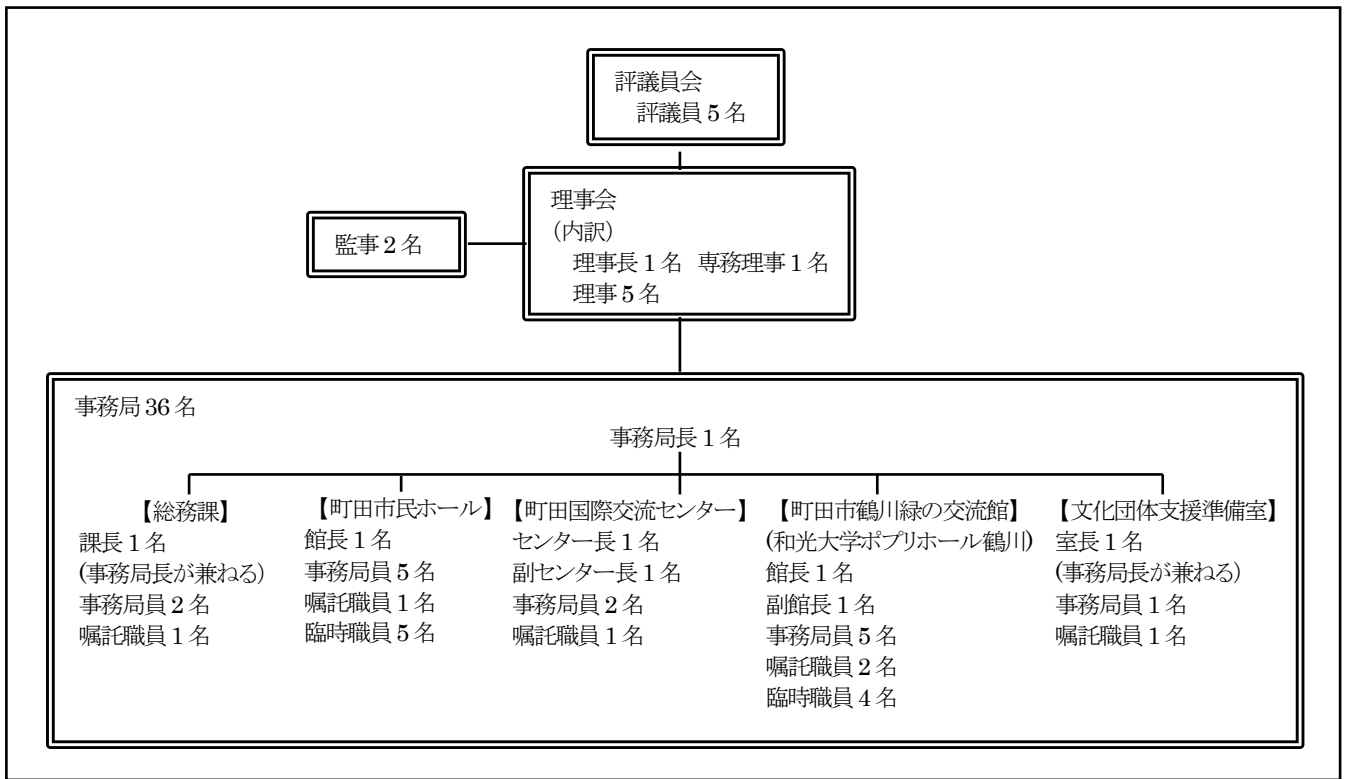 評議員会
評議員5名
理事会
(内訳)
理事長1名 専務理事1名
理事5名
監事2名
事務局36名
事務局長1名
【総務課】
課長1名
(事務局長が兼ねる)
事務局員2名
嘱託職員1名
【町田市民ホール】
館長1名
事務局員5名
嘱託職員1名
臨時職員5名
【町田国際交流センター】
センター長1名
副センター長1名
事務局員2名
嘱託職員1名
【町田市鶴川緑の交流館】
(和光大学ポプリホール鶴川)
館長1名
副館長1名
事務局員5名
嘱託職員2名
臨時職員4名
【文化団体支援準備室】
室長1名
(事務局長が兼ねる)
事務局員1名
嘱託職員1名